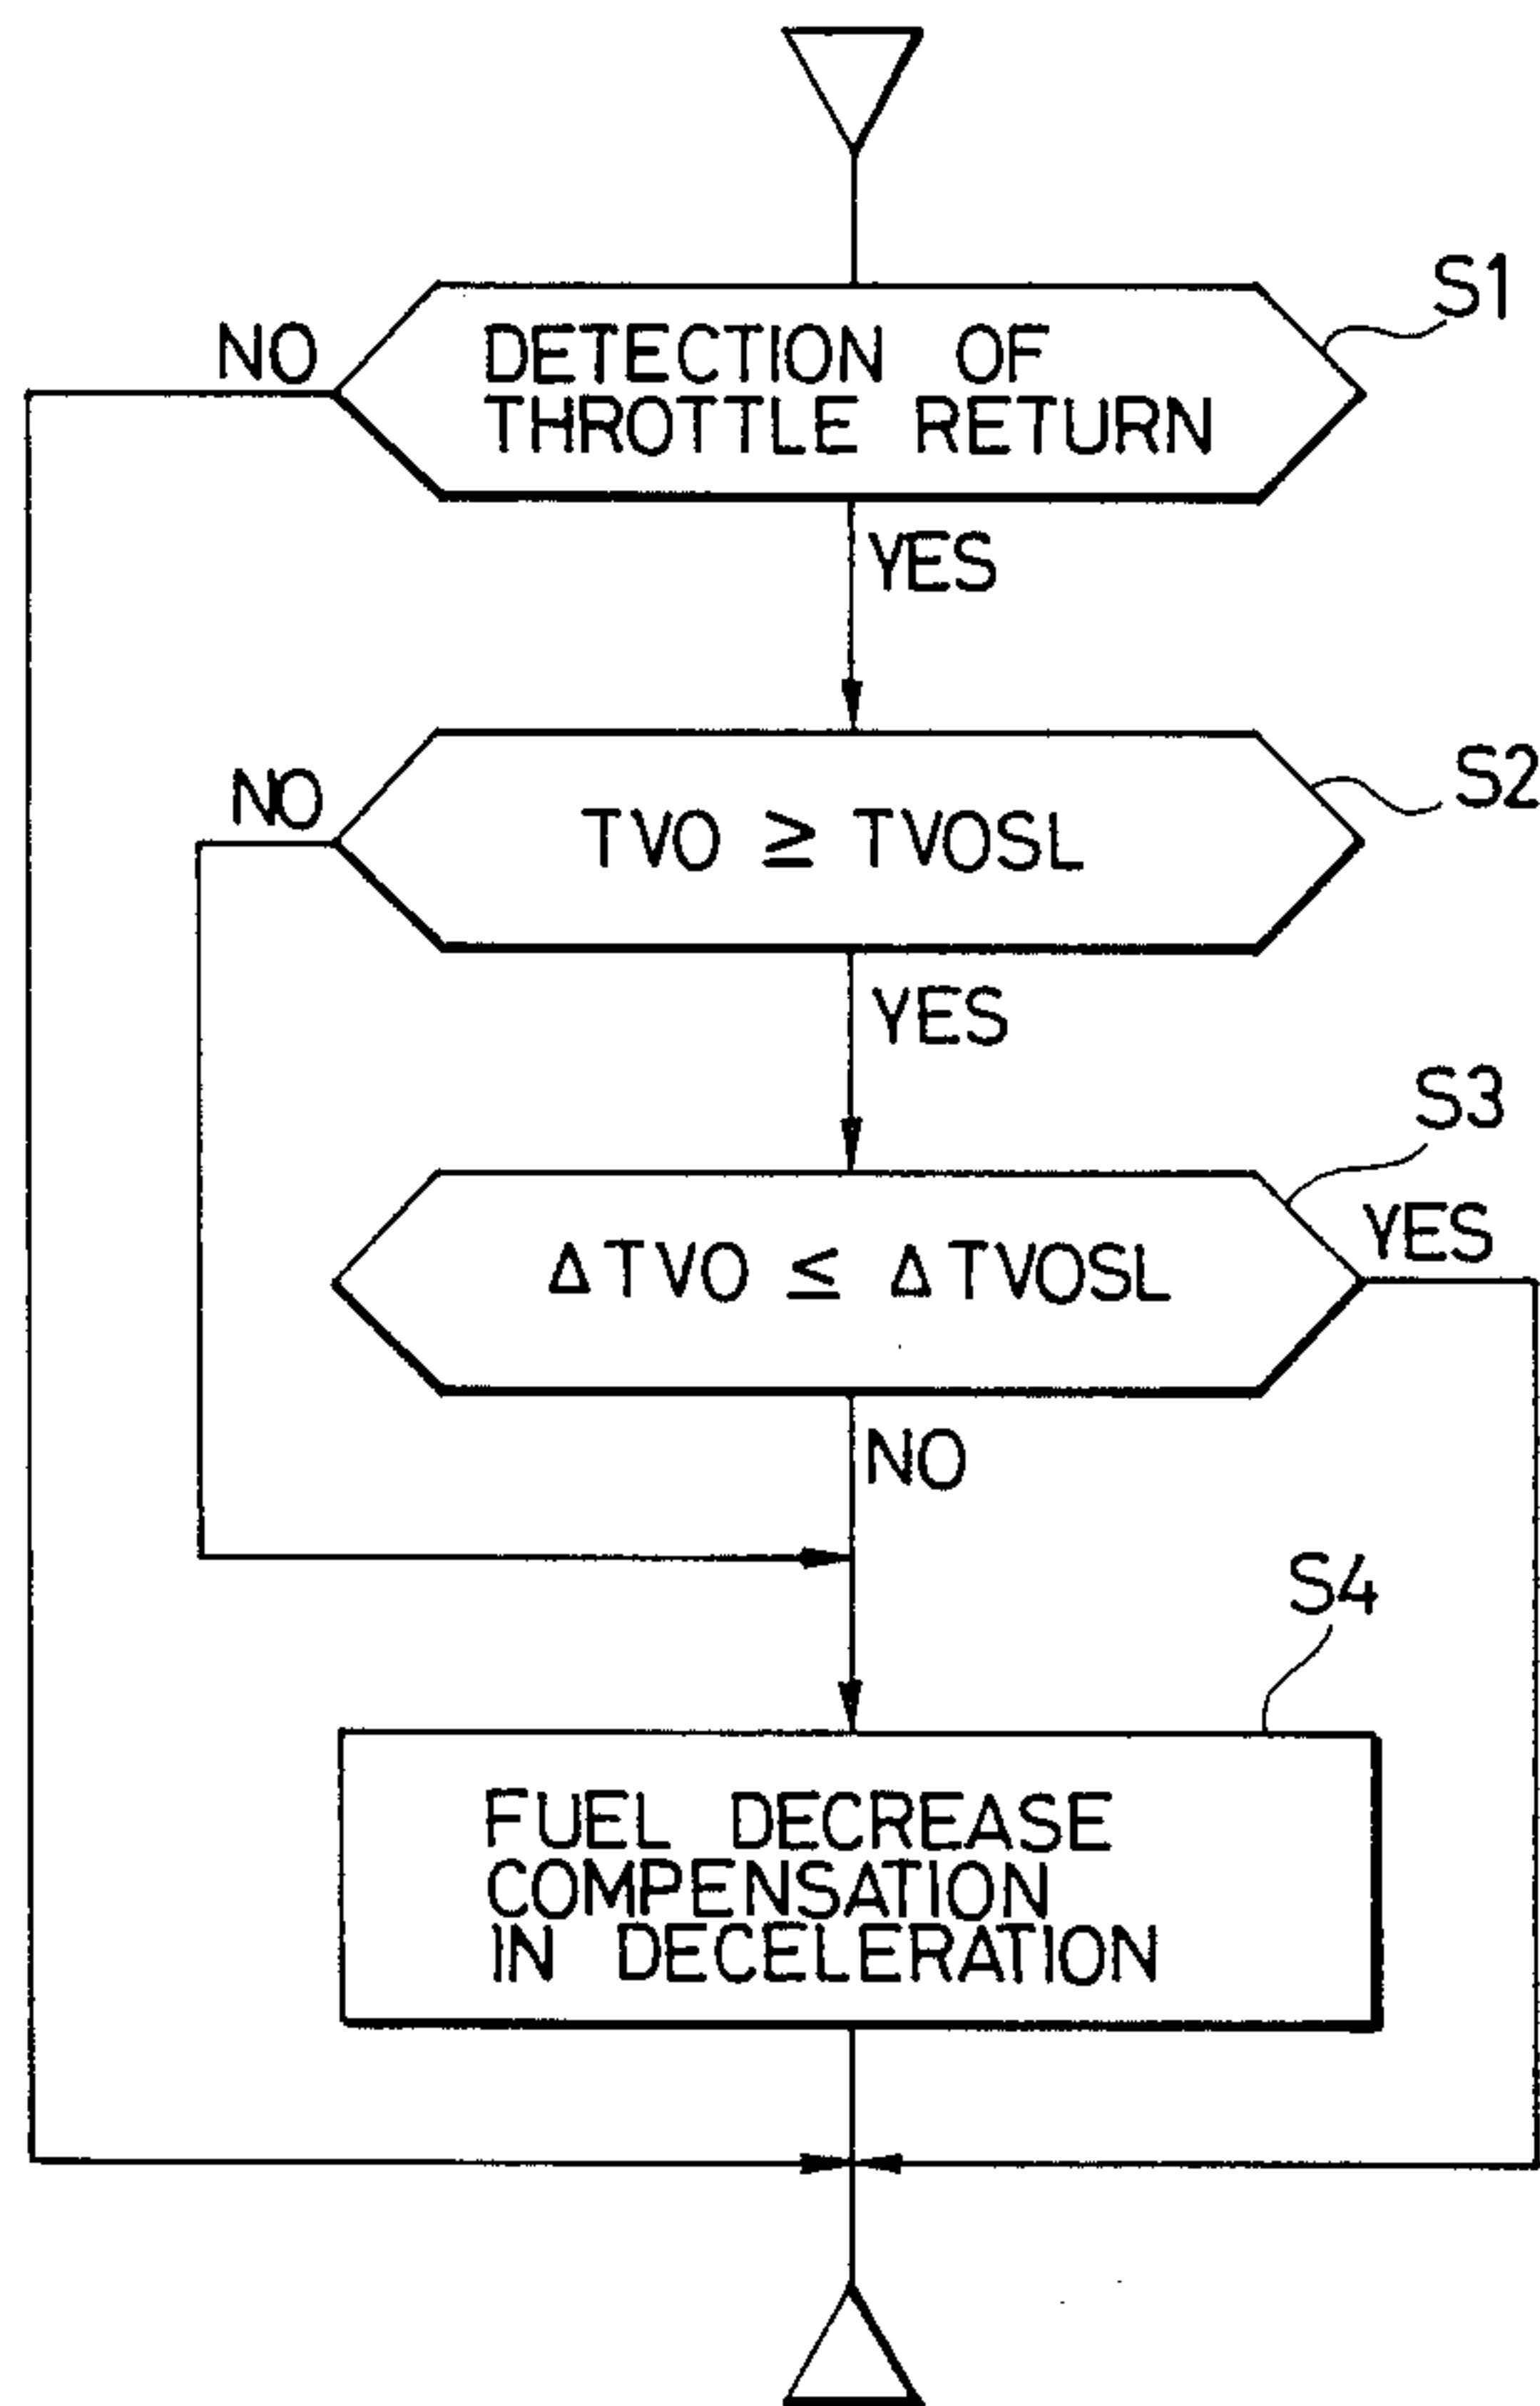 S1
NO
DETECTION OF
THROTTLE RETURN
YES
S2
NO
TVO ≥ TVOSL
YES
S3
YES
ΔTVO ≤ ΔTVOSL
NO
S4
FUEL DECREASE
COMPENSATION
IN DECELERATION